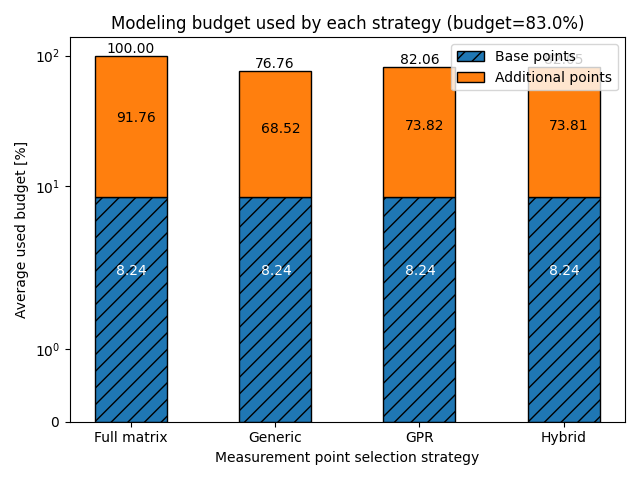 Modeling budget used by each strategy (budget=83.0%)
Base points
Additional points
100.00
76.76
82.06
91.76
68.52
73.82
73.81
8.24
8.24
8.24
8.24
10²
10¹
10⁰
0
Average used budget [%]
Full matrix
Generic
GPR
Hybrid
Measurement point selection strategy